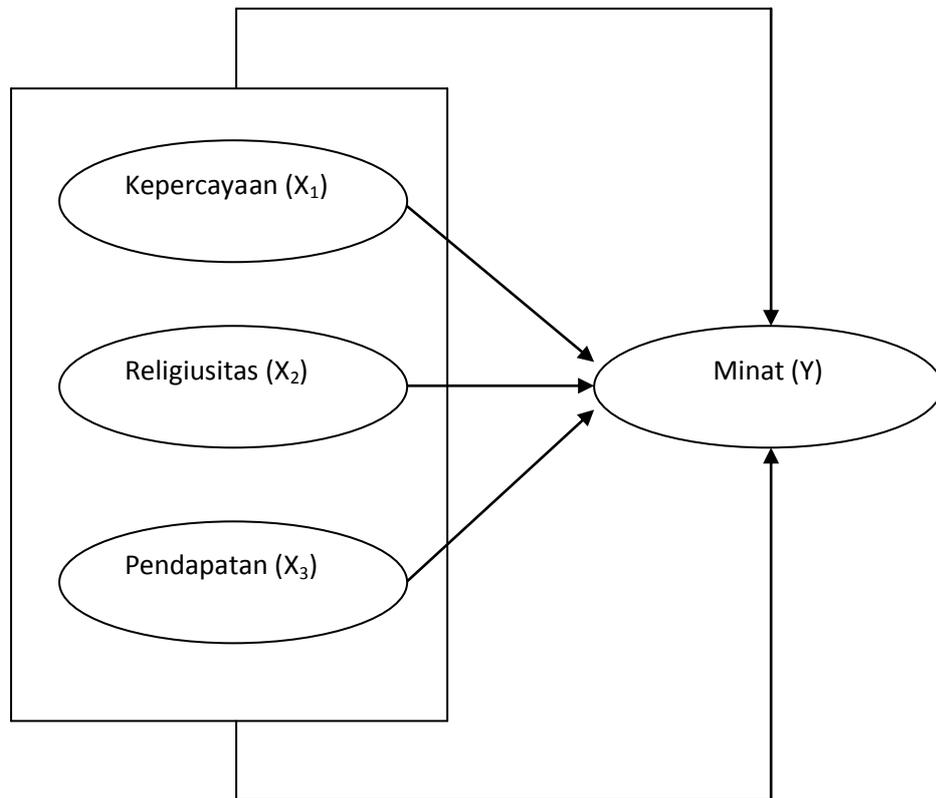 Kepercayaan (X₁)
Religiusitas (X₂)
Minat (Y)
Pendapatan (X₃)